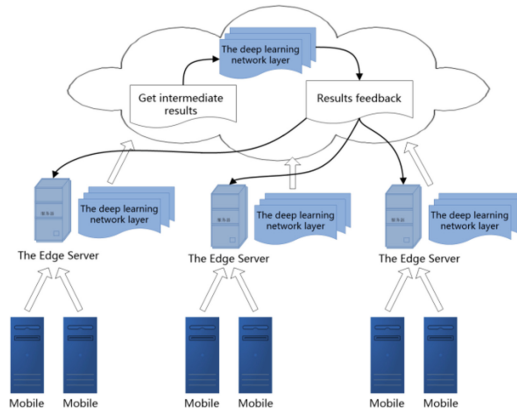 The deep learning
network layer
Get intermediate
results
Results feedback
The deep learning
network layer
The deep learning
network layer
The deep learning
network layer
The Edge Server
The Edge Server
The Edge Server
Mobile
Mobile
Mobile
Mobile
Mobile
Mobile